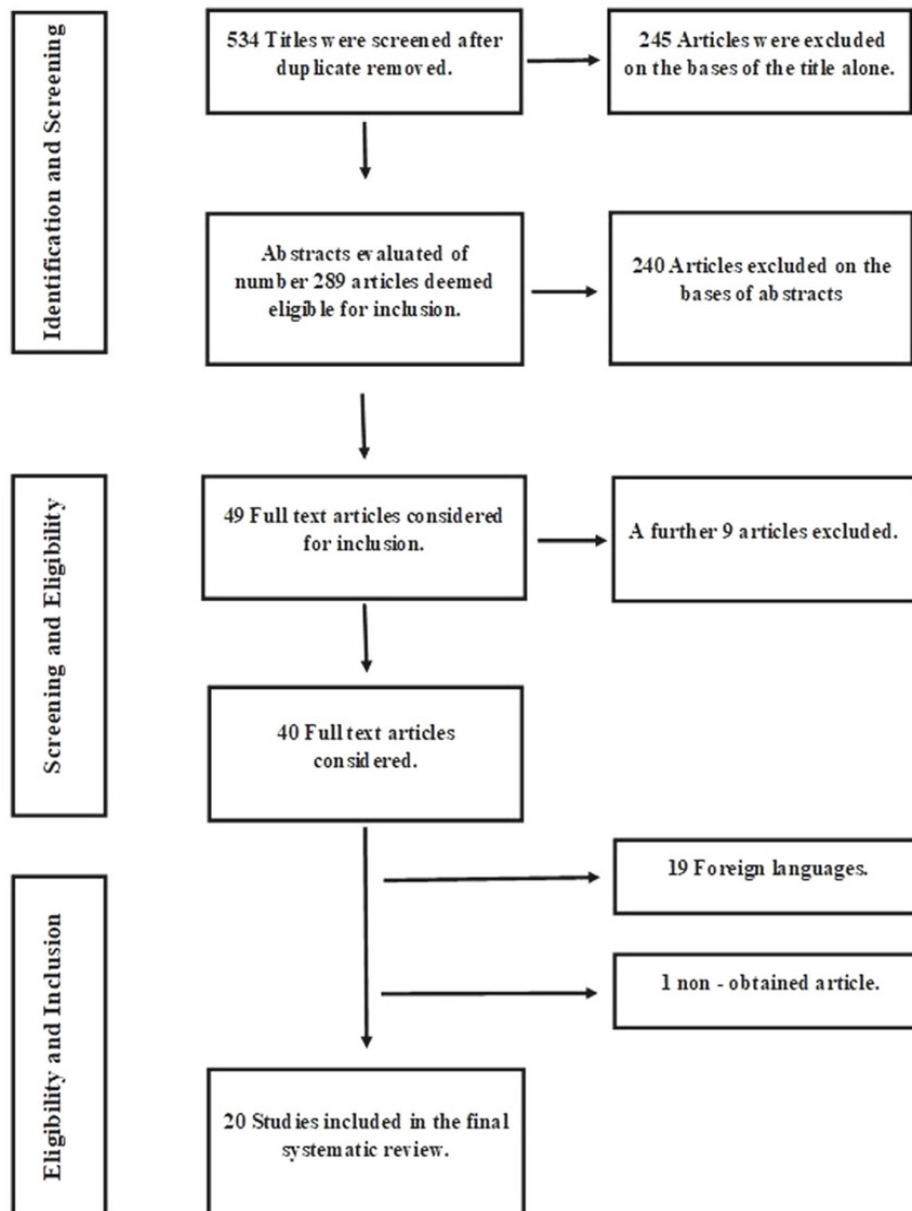 Identification and Screening
534 Titles were screened after
duplicate removed.
245 Articles were excluded
on the bases of the title alone.
Abstracts evaluated of
number 289 articles deemed
eligible for inclusion.
240 Articles excluded on the
bases of abstracts
Screening and Eligibility
49 Full text articles considered
for inclusion.
A further 9 articles excluded.
40 Full text articles
considered.
Eligibility and Inclusion
19 Foreign languages.
1 non - obtained article.
20 Studies included in the final
systematic review.